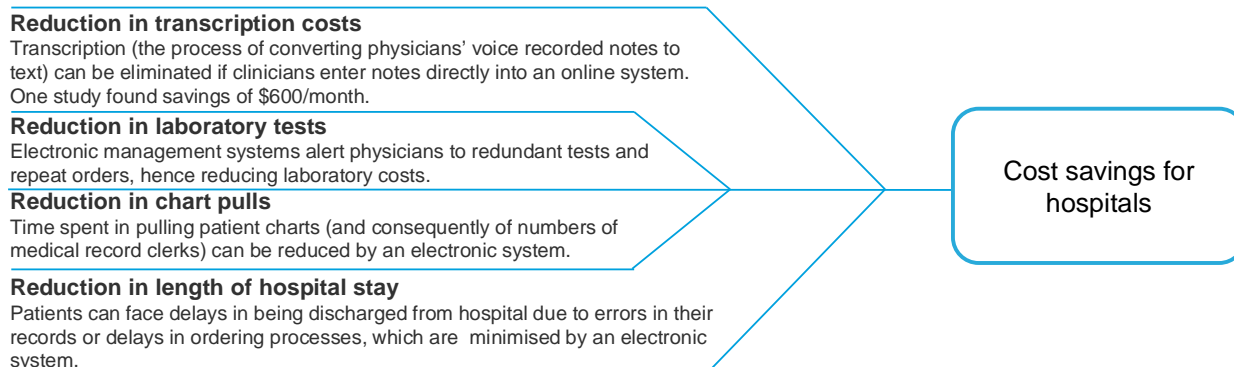 Reduction in transcription costs
Transcription (the process of converting physicians’ voice recorded notes to
text) can be eliminated if clinicians enter notes directly into an online system.
One study found savings of $600/month.
Reduction in laboratory tests
Electronic management systems alert physicians to redundant tests and
repeat orders, hence reducing laboratory costs.
Reduction in chart pulls
Time spent in pulling patient charts (and consequently of numbers of
medical record clerks) can be reduced by an electronic system.
Reduction in length of hospital stay
Patients can face delays in being discharged from hospital due to errors in their
records or delays in ordering processes, which are  minimised by an electronic
system.
Cost savings for
hospitals